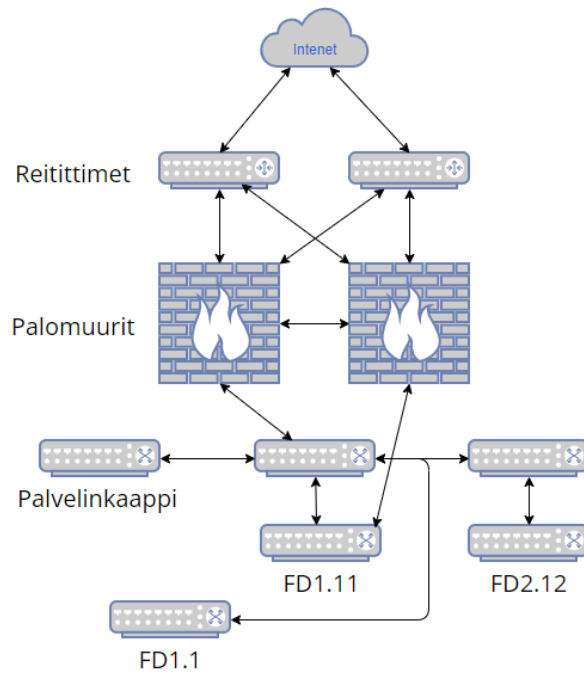 Intenet
Reitittimet
Palomuurit
Palvelinkaappi
FD1.11
FD2.12
FD1.1